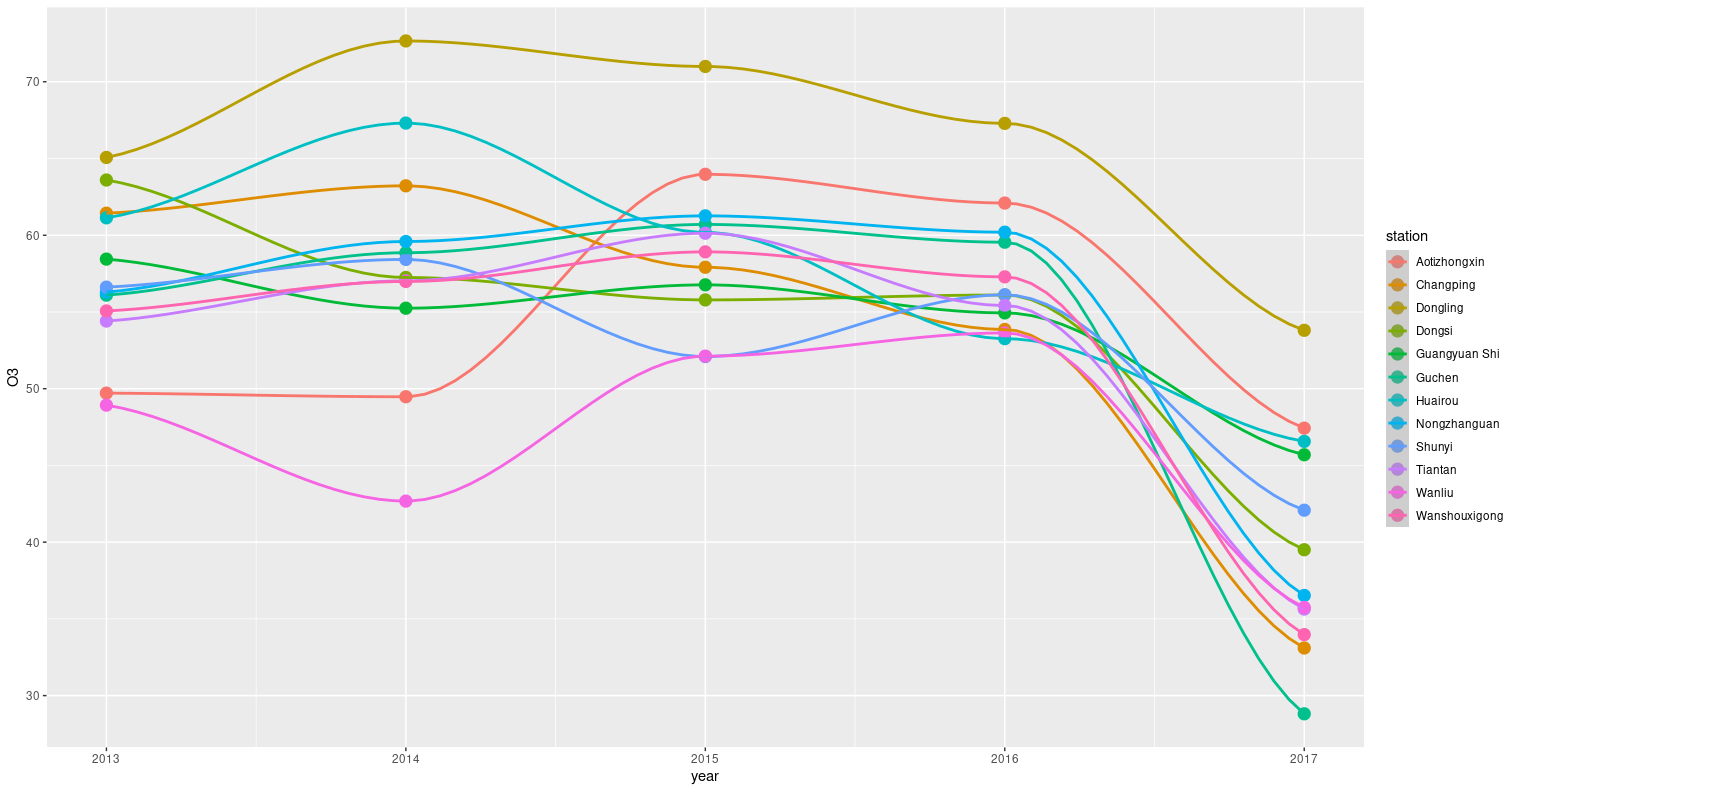 O3
70
60
50
40
30
2013 2014 2015 2016 2017
year
station
Aotizhongxin
Changping
Dongling
Dongsi
Guangyuan Shi
Guchen
Huairou
Nongzhanguan
Shunyi
Tiantan
Wanliu
Wanshouxigong